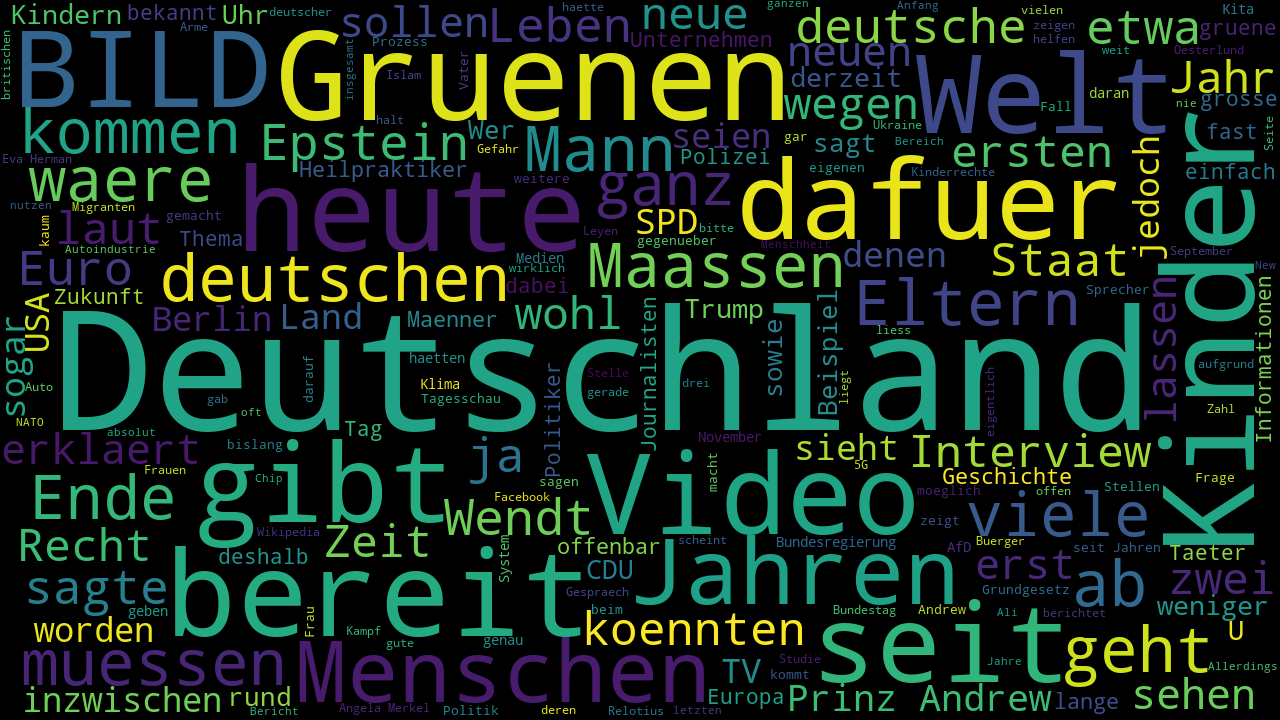 Kindern bekannt Uhr deutscher haette sollen Leben neue ganzen Anfang vielen Kita
Arme Prozess Unternehmen deutsche zeigen helfen etwa gruene
britischen BILD Gruenen insgesamt Islam Vater neuen weit Oesterlund
derzeit Welt daran Jahr
kommen halt wegen Fall nie grosse
Epstein Wer Mann seien gar Ukraine sagt Bereich fast Seite
Eva Herman Gefahr Polizei ersten jedoch
waere Heilpraktiker weitere ganz eigenen Kinderrechte einfach
nutzen Migranten heute dafuer
kaum laut gemacht SPD bitte
Thema Leyen gegenueber Menschheit
Autoindustrie Medien denen September
Euro deutschen wirklich Maassen Staat New
Zukunft dabei Eltern Sprecher
USA Berlin Land Maenner wohl Trump Kinder
sogar Deutschland liess lassen Informationen
haetten Journalisten sowie Beispiel aufgrund
Auto darauf Klima Stelle drei liegt eigentlich
gab Tagesschau gerade Zahl
NATO oft
absolut Tag Politiker November
erklaert bislang ja sieht Interview
Frauen Chip sagen macht 5G Geschichte Frage
Ende gibt Facebook Video moeglich offen Stellen
Wendt viele
Recht Wikipedia Zeit System offenbar scheint Bundesregierung zeigt AfD Buerger seit Jahren
deshalb CDU erst Taeter
sagte bereit Gespraech Jahren Grundgesetz ab zwei
geben beim Bundestag Andrew Ali berichtet weniger
worden Frau Kampf genau koennten seit U
muessen gute Menschen Studie Jahre geht Allerdings
TV kommt
inzwischen rund Europa Prinz Andrew lange sehen
Bericht Angela Merkel Politik deren Relotius letzten